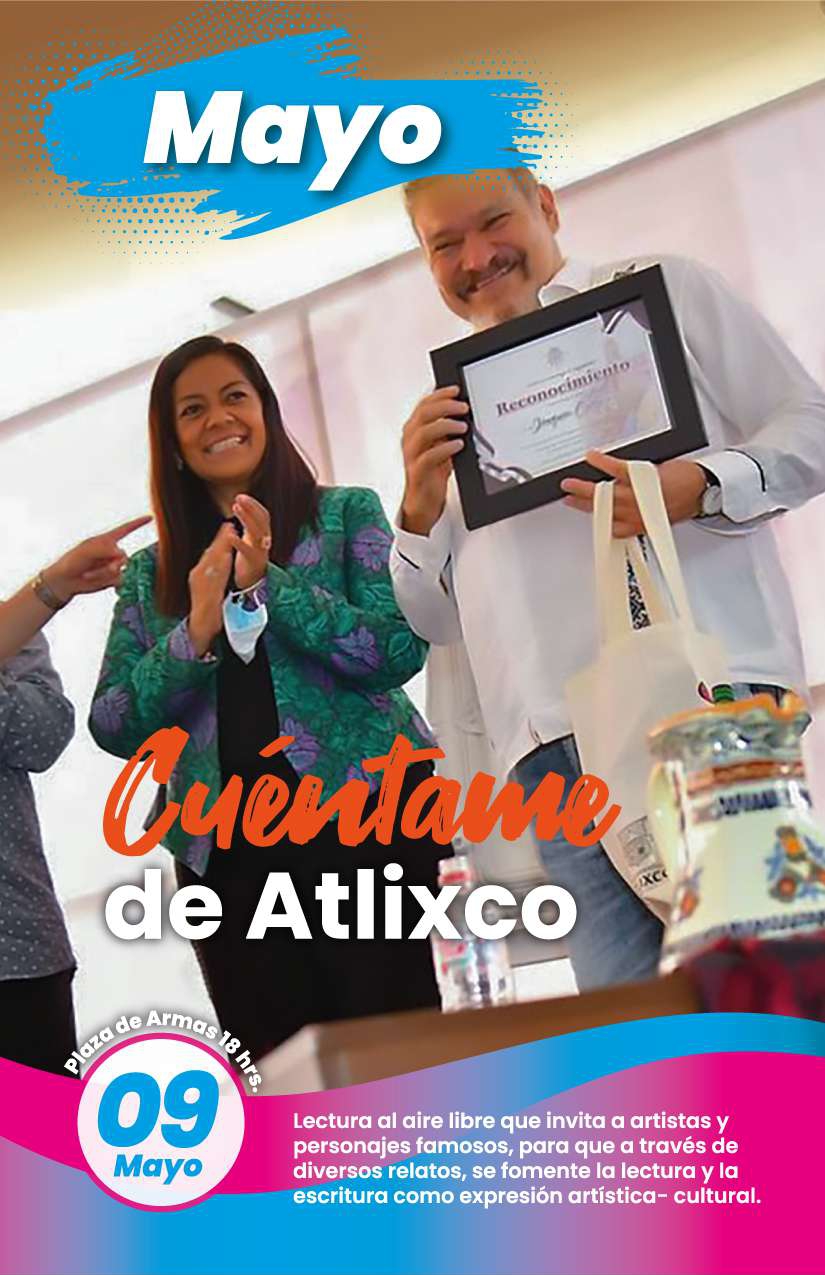 Mayo
Reconocimiento
Cuéntame
de Atlixco
Plaza de Armas 18 hrs.
09
Mayo
Lectura al aire libre que invita a artistas y
personajes famosos, para que a través de
diversos relatos, se fomente la lectura y la
escritura como expresión artística- cultural.